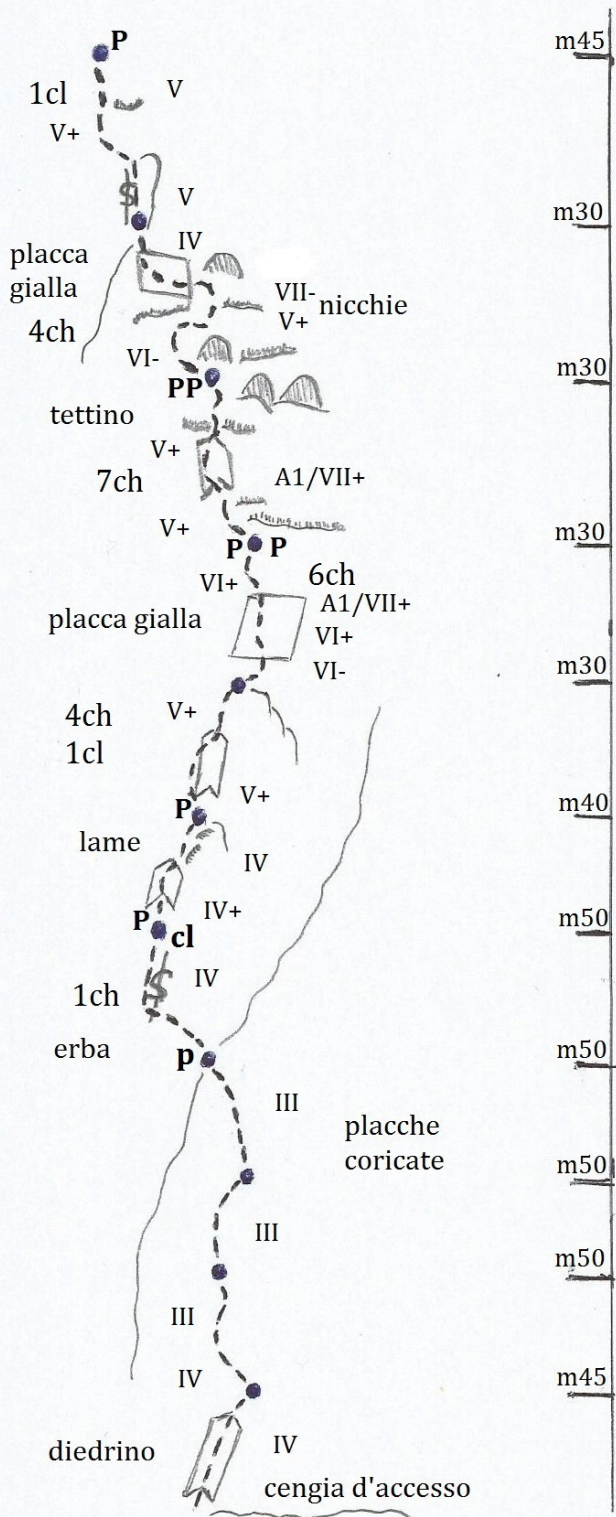 P
m45
1cl
V
V+
V
m30
IV
placca
gialla
VII-
nicchie
V+
4ch
VI-
m30
PP
tettino
V+
7ch
A1/VII+
V+
m30
P P
VI+
6ch
A1/VII+
placca gialla
VI+
VI-
m30
V+
4ch
1cl
V+
P
m40
lame
IV
IV+
P
cl
m50
IV
1ch
erba
p
m50
III
placche
coricate
m50
III
m50
III
IV
m45
IV
diedrino
cengia d'accesso